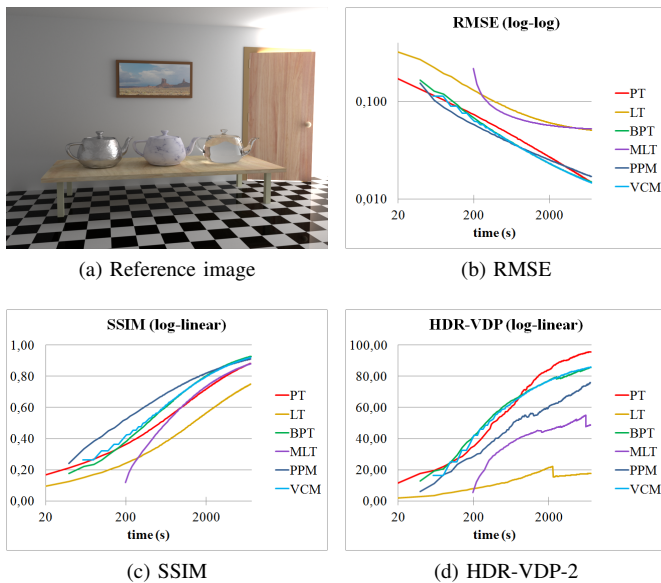 (a) Reference image
RMSE (log-log)
0,100
0,010
20 200 2000
time (s)
PT
LT
BPT
MLT
PPM
VCM
(b) RMSE
SSIM (log-linear)
1,00
0,80
0,60
0,40
0,20
0,00
20 200 2000
time (s)
PT
LT
BPT
MLT
PPM
VCM
(c) SSIM
HDR-VDP (log-linear)
100,00
80,00
60,00
40,00
20,00
0,00
20 200 2000
time (s)
PT
LT
BPT
MLT
PPM
VCM
(d) HDR-VDP-2